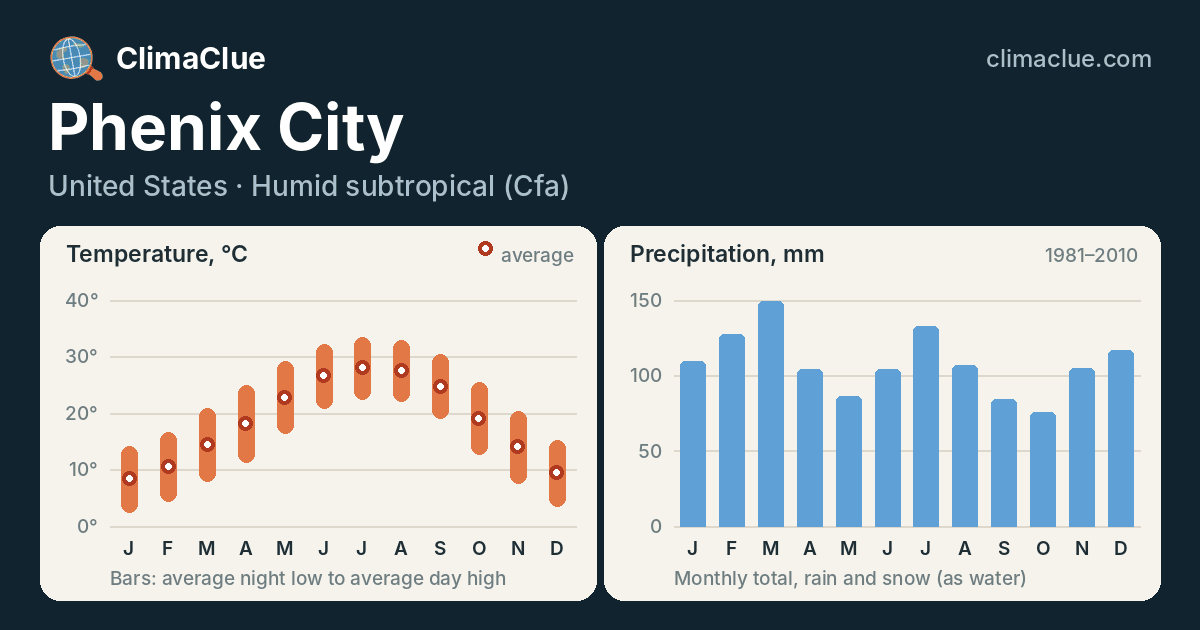 ClimaClue
climaclue.com
Phenix City
United States · Humid subtropical (Cfa)
Temperature, °C
average
40°
30°
20°
10°
0°
J F M A M J J A S O N D
Bars: average night low to average day high
Precipitation, mm
1981–2010
150
100
50
0
J F M A M J J A S O N D
Monthly total, rain and snow (as water)